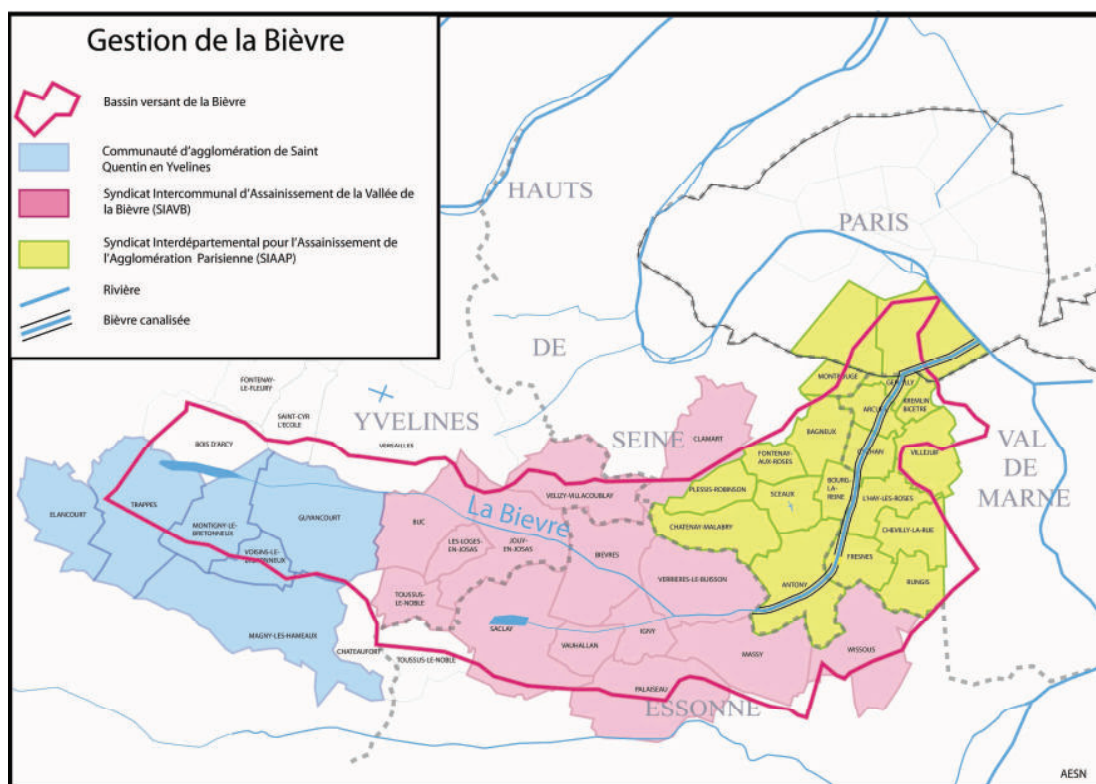 Gestion de la Bièvre
Bassin versant de la Bièvre
Communauté d'agglomération de Saint
Quentin en Yvelines
Syndicat Intercommunal d'Assainissement de la Vallée de
la Bièvre (SIAVB)
Syndicat Interdépartemental pour l'Assainissement de
l'Agglomération Parisienne (SIAAP)
Rivière
Bièvre canalisée
HAUTS
PARIS
DE
YVELINES
SEINE
VAL
DE
MARNE
ESSONNE
FONTENAY-
LE-FLEURY
SAINT-CYR
L'ECOLE
BOIS D'ARCY
VERSAILLES
ELANCOURT
TRAPPES
MONTIGNY-LE-
BRETONNEUX
GUYANCOURT
MAGNY-LES-HAMEAUX
CHATEAUFORT
TOUSSUS-LE-NOBLE
TOUSSUS-
LE-NOBLE
BUC
LES-LOGES-
EN-JOSAS
JOUY-
EN-JOSAS
La Bievre
VELIZY-VILLACOUBLAY
CLAMART
BIEVRES
VERRIERES-LE-BUISSON
SACLAY
VAUHALLAN
IGNY
PALAISEAU
MASSY
WISSOUS
MONTROUGE
KREMLIN
BICETRE
BAGNEUX
FONTENAY-
AUX-ROSES
VILLEJUIF
PLESSIS-ROBINSON
SCEAUX
BOURG-
LA-
REINE
L'HAY-LES-ROSES
CHATENAY-MALABRY
CHEVILLY-LA-RUE
FRESNES
ANTONY
RUNGIS
AESN